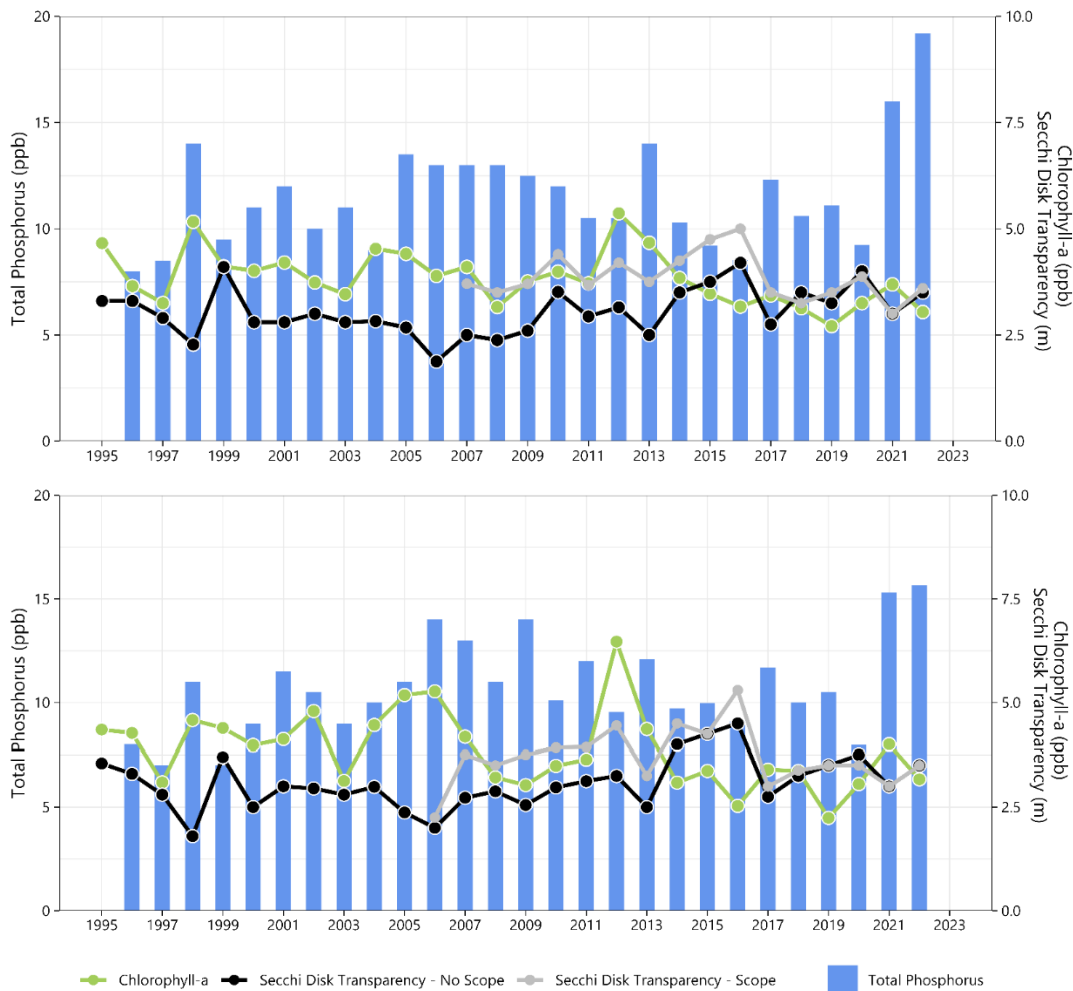 20
15
10
5
0
Total Phosphorus (ppb)
10.0
7.5
5.0
2.5
0.0
Chlorophyll-a (ppb)
Secchi Disk Transparency (m)
1995 1997 1999 2001 2003 2005 2007 2009 2011 2013 2015 2017 2019 2021 2023
20
15
10
5
0
Total Phosphorus (ppb)
10.0
7.5
5.0
2.5
0.0
Chlorophyll-a (ppb)
Secchi Disk Transparency (m)
1995 1997 1999 2001 2003 2005 2007 2009 2011 2013 2015 2017 2019 2021 2023
Chlorophyll-a Secchi Disk Transparency - No Scope Secchi Disk Transparency - Scope Total Phosphorus